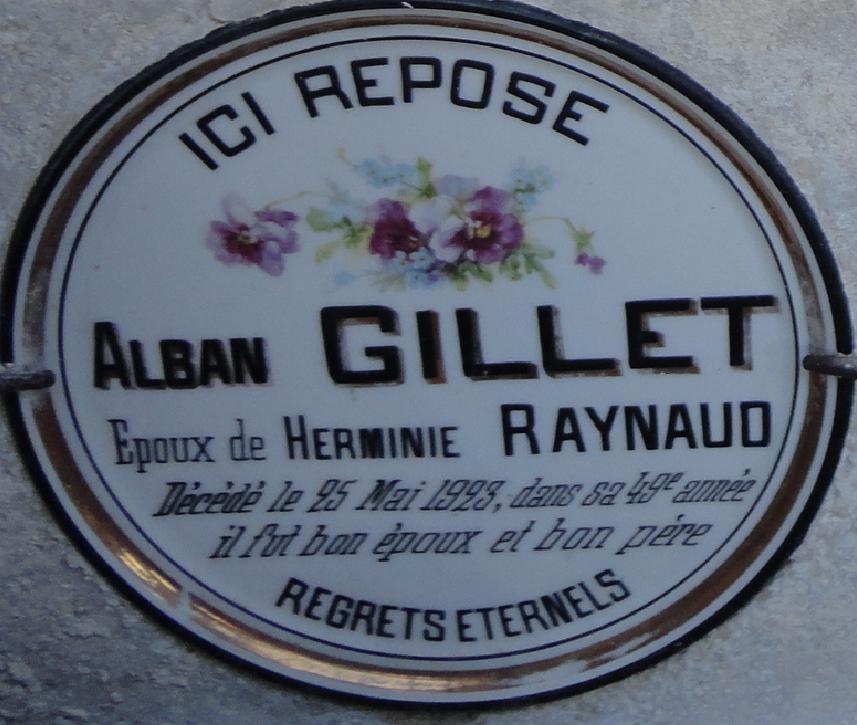 ICI REPOSE
ALBAN GILLET
Epoux de HERMINIE RAYNAUD
Décédé le 25 Mai 1923, dans sa 49e année
il fut bon époux et bon père
REGRETS ETERNELS